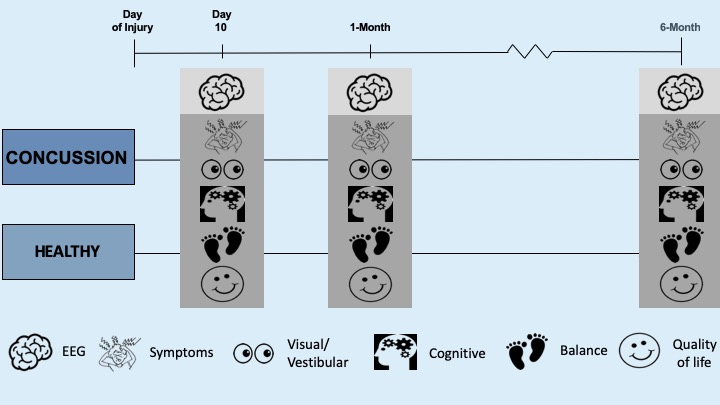 Day
of Injury
Day
10
1-Month
6-Month
CONCUSSION
HEALTHY
EEG
Symptoms
Visual/
Vestibular
Cognitive
Balance
Quality
of life